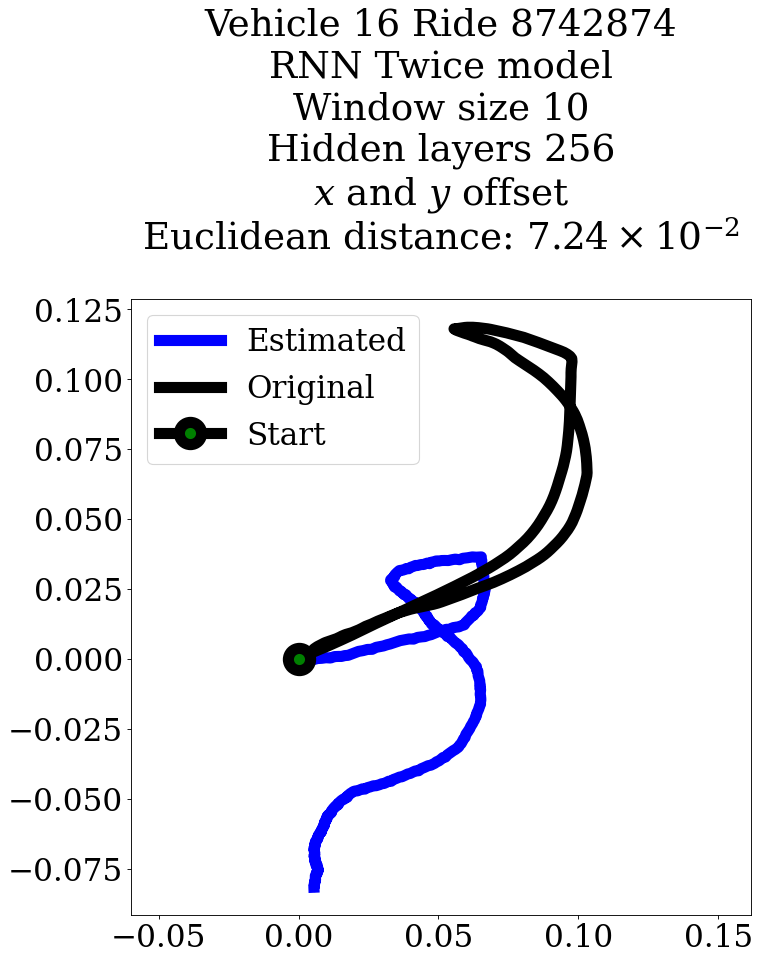 Vehicle 16 Ride 8742874
RNN Twice model
Window size 10
Hidden layers 256
x and y offset
Euclidean distance: 7.24 × 10⁻²
Estimated
Original
Start
0.125
0.100
0.075
0.050
0.025
0.000
−0.025
−0.050
−0.075
−0.05 0.00 0.05 0.10 0.15